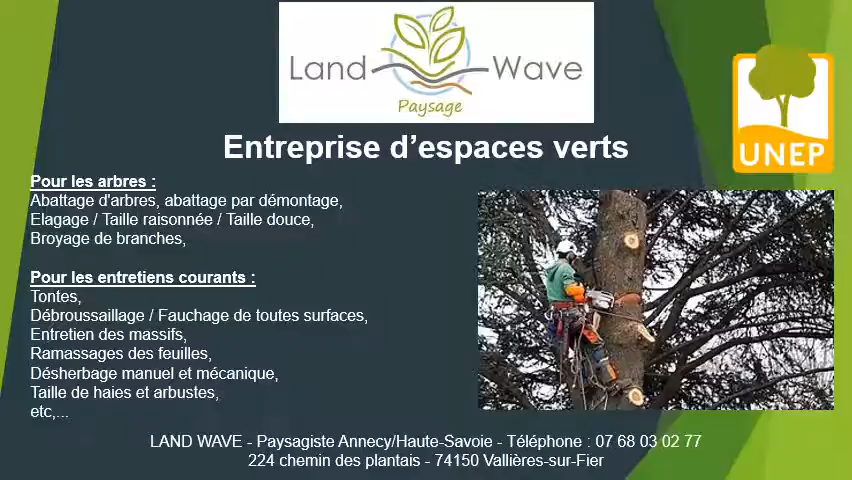 Land Wave
Paysage
UNEP
Entreprise d'espaces verts
Pour les arbres :
Abattage d'arbres, abattage par démontage,
Elagage / Taille raisonnée / Taille douce,
Broyage de branches,
Pour les entretiens courants :
Tontes,
Débroussaillage / Fauchage de toutes surfaces,
Entretien des massifs,
Ramassages des feuilles,
Désherbage manuel et mécanique,
Taille de haies et arbustes,
etc,...
LAND WAVE - Paysagiste Annecy/Haute-Savoie - Téléphone : 07 68 03 02 77
224 chemin des plantais - 74150 Vallières-sur-Fier